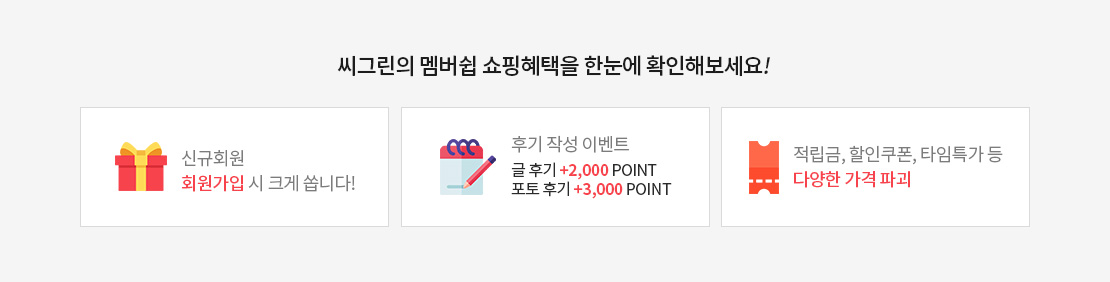 씨그린의 멤버쉽 쇼핑혜택을 한눈에 확인해보세요!
신규회원
회원가입 시 크게 쏩니다!
후기 작성 이벤트
글 후기 +2,000 POINT
포토 후기 +3,000 POINT
적립금, 할인쿠폰, 타임특가 등
다양한 가격 파괴